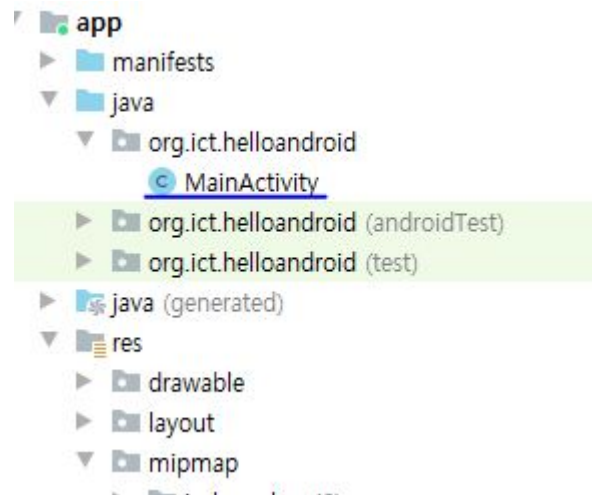 app
manifests
java
org.ict.helloandroid
C MainActivity
org.ict.helloandroid (androidTest)
org.ict.helloandroid (test)
java (generated)
res
drawable
layout
mipmap